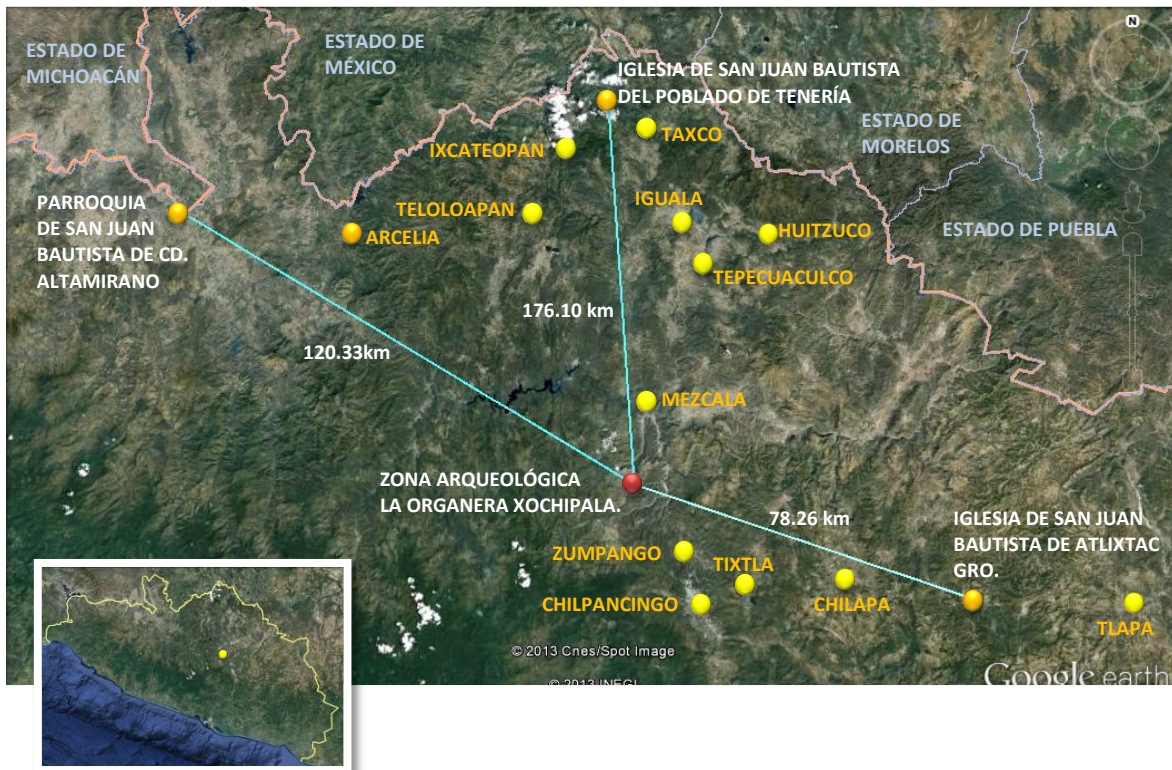 N
ESTADO DE
MICHOACÁN
ESTADO DE
MÉXICO
IGLESIA DE SAN JUAN BAUTISTA
DEL POBLADO DE TENERÍA
ESTADO DE
MORELOS
TAXCO
IXCATEOPAN
PARROQUIA
DE SAN JUAN
BAUTISTA DE CD.
ALTAMIRANO
TELOLOAPAN
ARCELIA
IGUALA
HUITZUCO
ESTADO DE PUEBLA
TEPECUACULCO
176.10 km
120.33km
MEZCALA
ZONA ARQUEOLÓGICA
LA ORGANERA XOCHIPALA.
78.26 km
IGLESIA DE SAN JUAN
BAUTISTA DE ATLIXTAC
GRO.
ZUMPANGO
TIXTLA
CHILPANCINGO
CHILAPA
TLAPA
© 2013 Cnes/Spot Image
© 2013 INEGI
Google earth